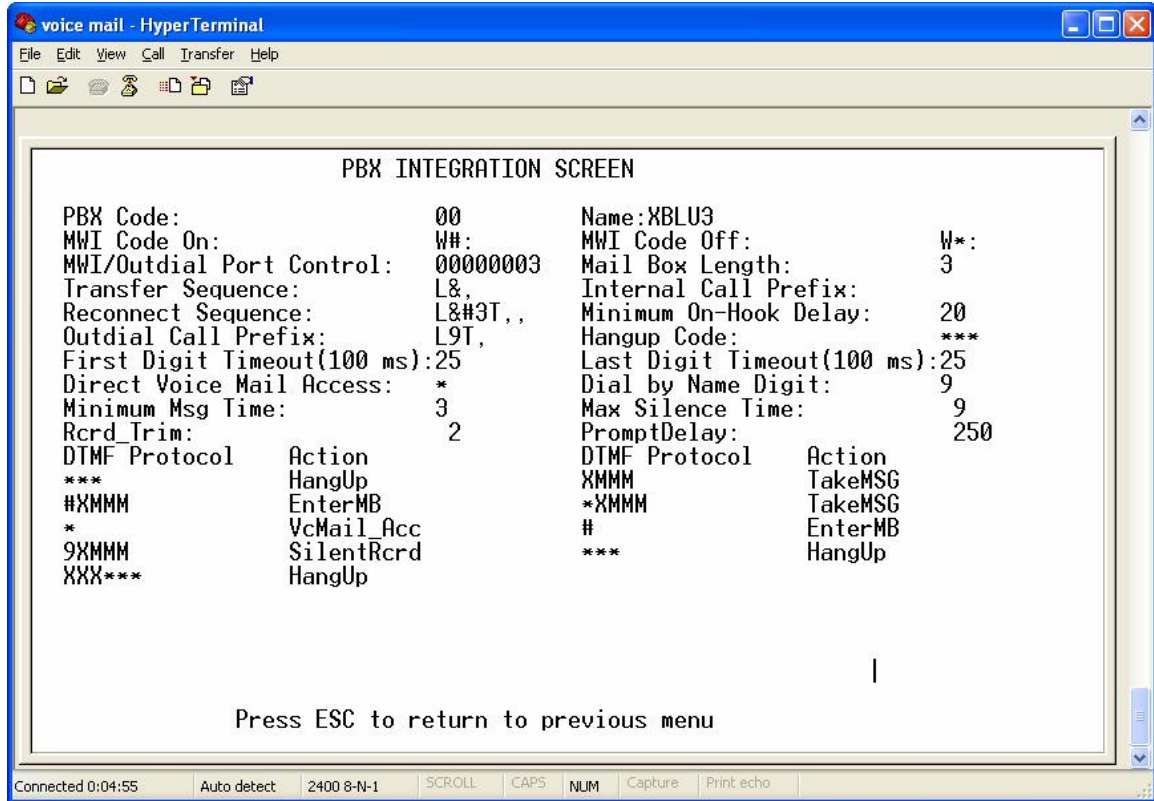 voice mail - HyperTerminal
File Edit View Call Transfer Help
PBX INTEGRATION SCREEN
PBX Code: 00 Name:XBLU3
MWI Code On: W#: MWI Code Off: W*:
MWI/Outdial Port Control: 00000003 Mail Box Length: 3
Transfer Sequence: L&, Internal Call Prefix:
Reconnect Sequence: L&#3T,, Minimum On-Hook Delay: 20
Outdial Call Prefix: L9T, Hangup Code: ***
First Digit Timeout(100 ms):25 Last Digit Timeout(100 ms):25
Direct Voice Mail Access: * Dial by Name Digit: 9
Minimum Msg Time: 3 Max Silence Time: 9
Rcrd_Trim: 2 PromptDelay: 250
DTMF Protocol Action DTMF Protocol Action
*** HangUp XMMM TakeMSG
#XMMM EnterMB *XMMM TakeMSG
* VcMail_Acc # EnterMB
9XMMM SilentRcrd *** HangUp
XXX*** HangUp
Press ESC to return to previous menu
Connected 0:04:55 Auto detect 2400 8-N-1 SCROLL CAPS NUM Capture Print echo